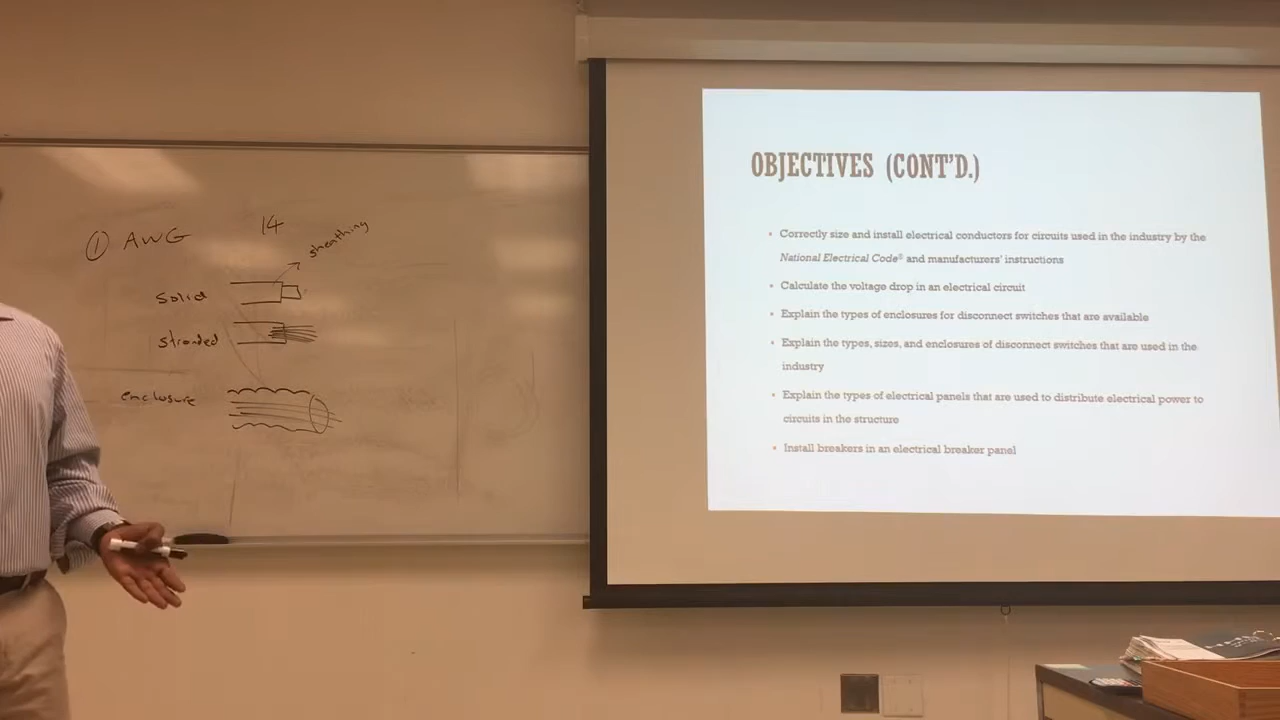 ① AWG 14
sheathing
Solid
stranded
enclosure
OBJECTIVES (CONT'D.)
• Correctly size and install electrical conductors for circuits used in the industry by the
National Electrical Code® and manufacturers' instructions
• Calculate the voltage drop in an electrical circuit
• Explain the types of enclosures for disconnect switches that are available
• Explain the types, sizes, and enclosures of disconnect switches that are used in the
industry
• Explain the types of electrical panels that are used to distribute electrical power to
circuits in the structure
• Install breakers in an electrical breaker panel